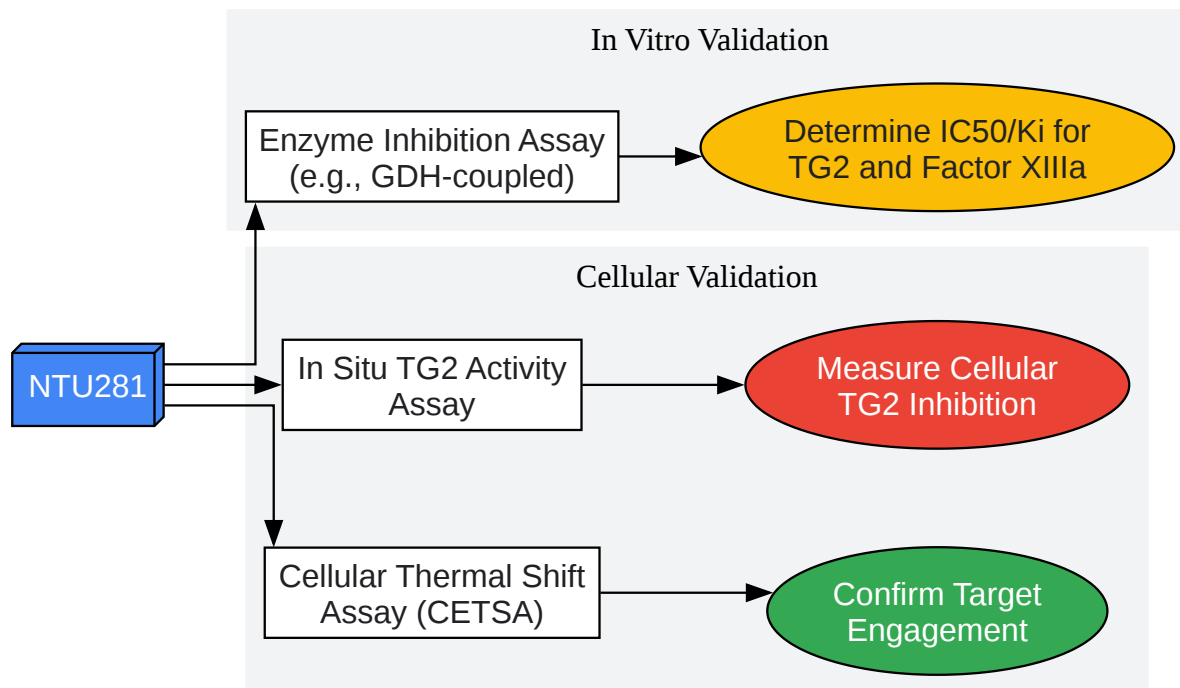 In Vitro Validation
Enzyme Inhibition Assay
(e.g., GDH-coupled)
Determine IC50/Ki for
TG2 and Factor XIIIa
Cellular Validation
NTU281
In Situ TG2 Activity
Assay
Measure Cellular
TG2 Inhibition
Cellular Thermal Shift
Assay (CETSA)
Confirm Target
Engagement